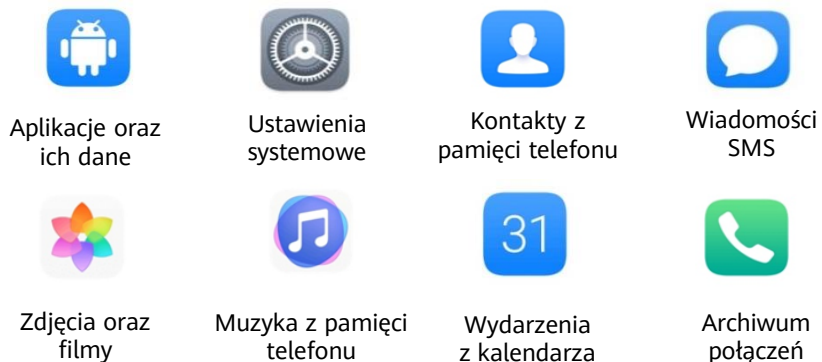 Aplikacje oraz
ich dane
Ustawienia
systemowe
Kontakty z
pamięci telefonu
Wiadomości
SMS
31
Zdjęcia oraz
filmy
Muzyka z pamięci
telefonu
Wydarzenia
z kalendarza
Archiwum
połączeń